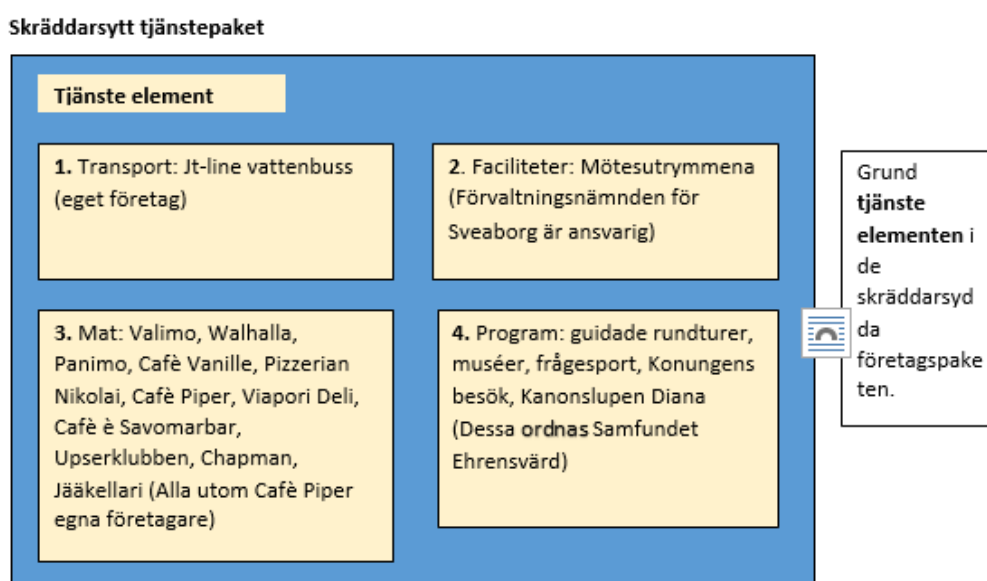 Skräddarsytt tjänstepaket
Tjänste element
1. Transport: Jt-line vattenbuss
(eget företag)
2. Faciliteter: Mötesutrymmena
(Förvaltningsnämnden för
Sveaborg är ansvarig)
3. Mat: Valimo, Walhalla,
Panimo, Cafè Vanille, Pizzerian
Nikolai, Cafè Piper, Viapori Deli,
Cafè è Savomarbar,
Upserklubben, Chapman,
Jääkellari (Alla utom Cafè Piper
egna företagare)
4. Program: guidade rundturer,
muséer, frågesport, Konungens
besök, Kanonslupen Diana
(Dessa ordnas Samfundet
Ehrensvärd)
Grund
tjänste
elementen i
de
skräddarsyd
da
företagspake
ten.